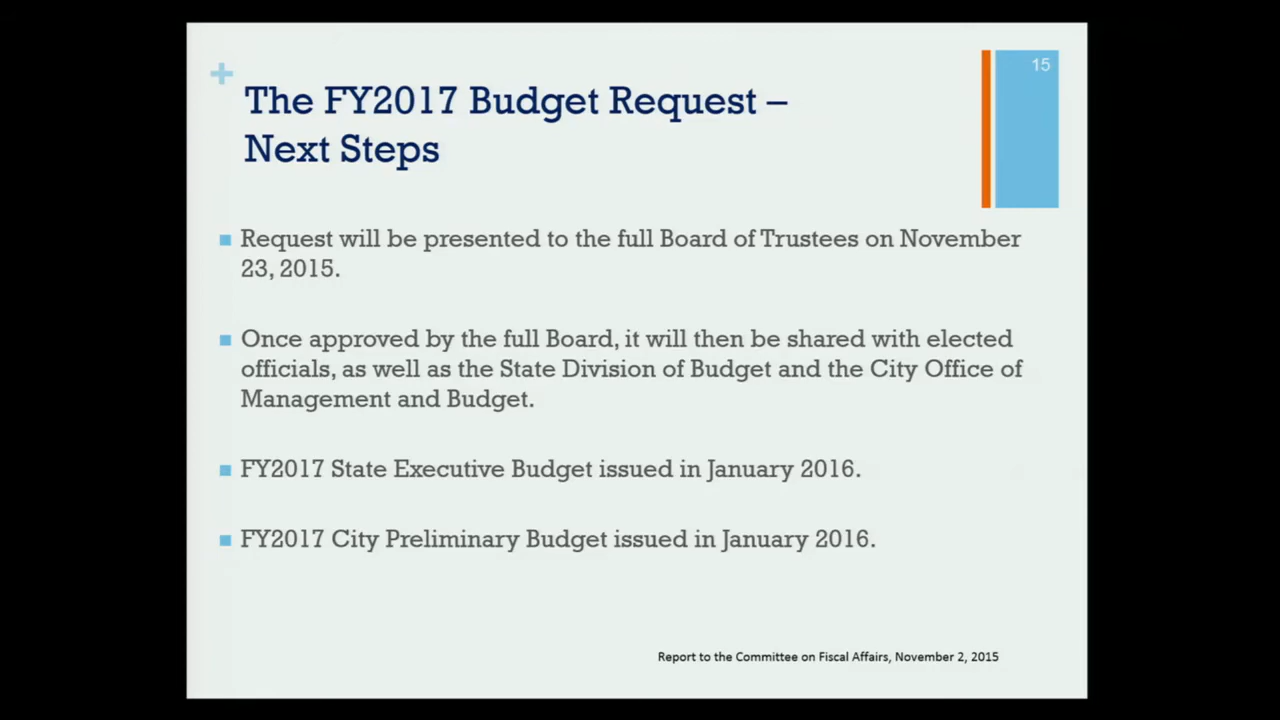 15
The FY2017 Budget Request –
Next Steps
Request will be presented to the full Board of Trustees on November
23, 2015.
Once approved by the full Board, it will then be shared with elected
officials, as well as the State Division of Budget and the City Office of
Management and Budget.
FY2017 State Executive Budget issued in January 2016.
FY2017 City Preliminary Budget issued in January 2016.
Report to the Committee on Fiscal Affairs, November 2, 2015